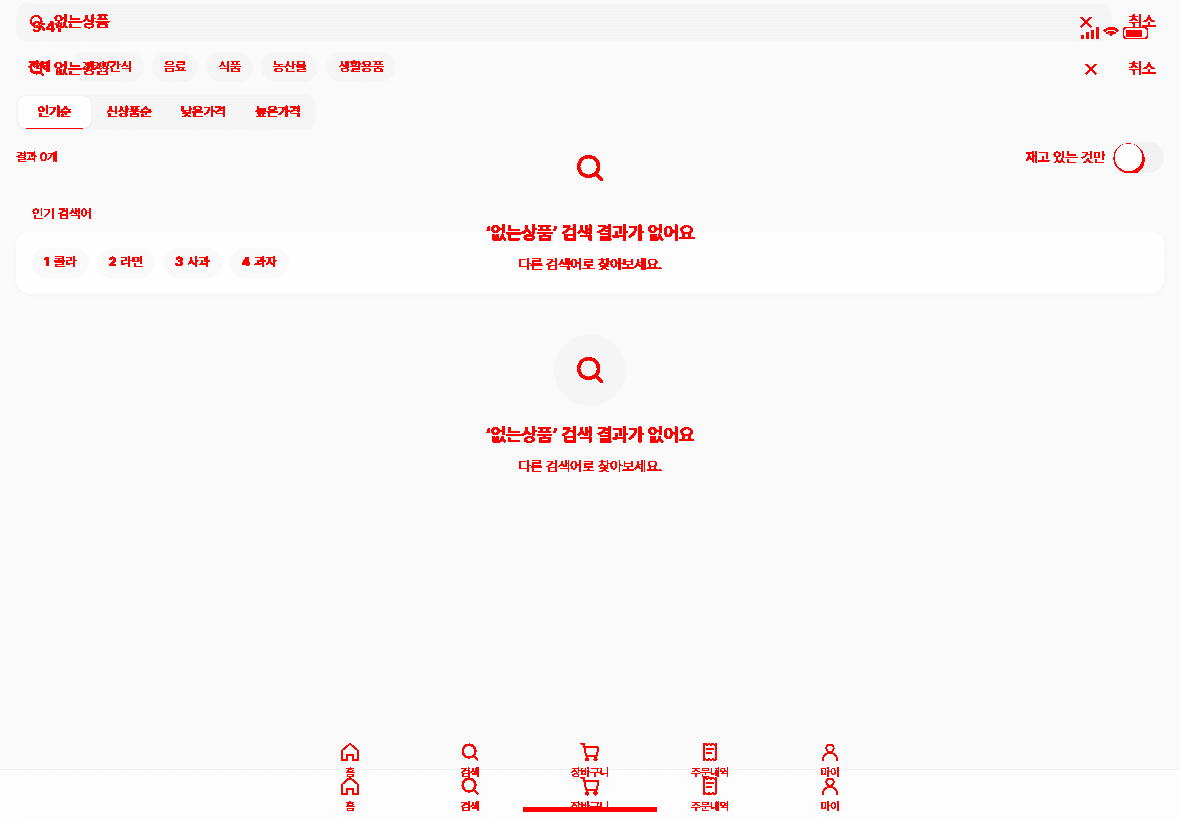 없는상품 취소
9:41
전체 음료 식품 농산물 생활용품
없는상품 취소
인기순 신상품순 낮은가격 높은가격
결과 0개 재고 있는 것만
인기 검색어
‘없는상품’ 검색 결과가 없어요
1 콜라 2 라면 3 사과 4 과자
다른 검색어로 찾아보세요.
‘없는상품’ 검색 결과가 없어요
다른 검색어로 찾아보세요.
홈 검색 장바구니 주문내역 마이
홈 검색 장바구니 주문내역 마이